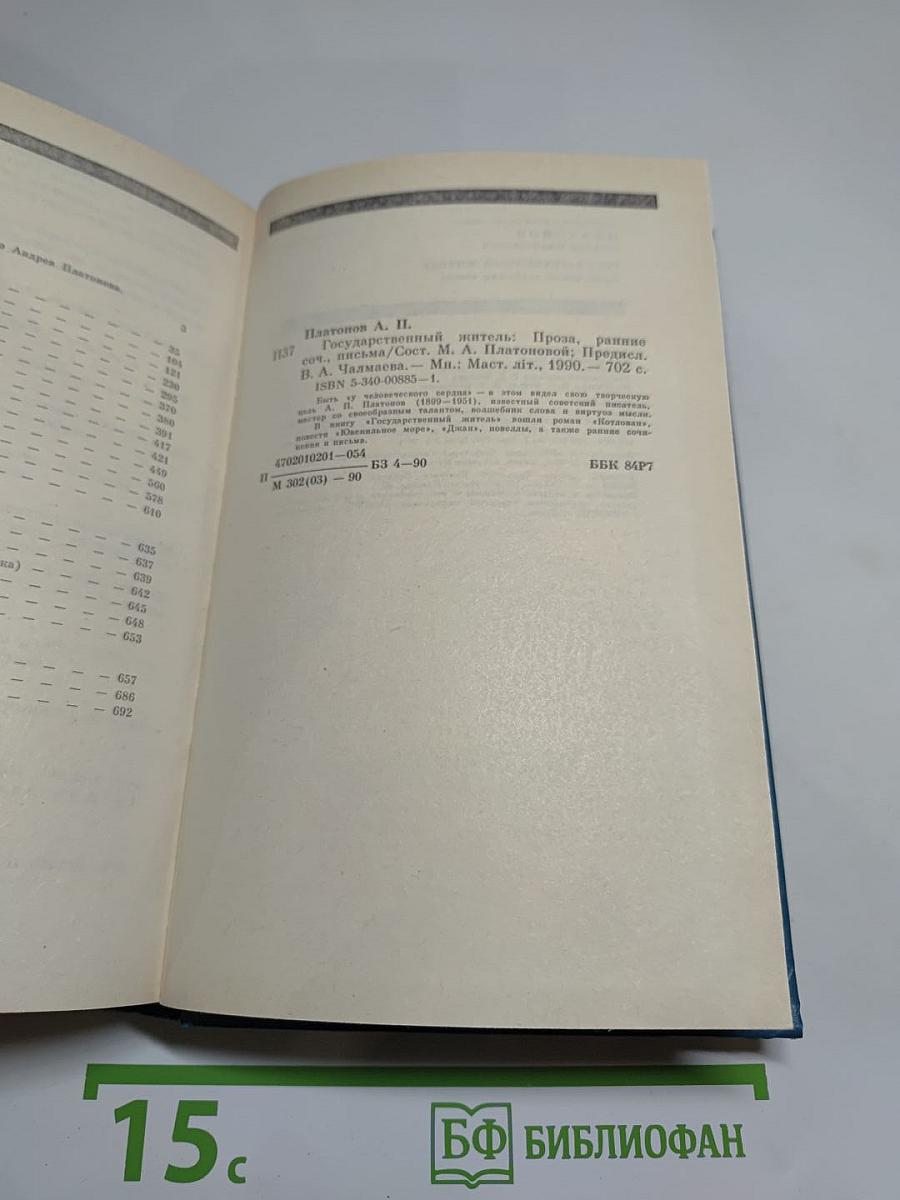 Андрея Платонова.
3
35
104
121
230
295
370
380
391
417
421
449
560
578
610
635
637
ка)
639
642
645
648
653
657
686
692
Платонов А. П.
П37
Государственный житель: Проза, ранние
соч., письма/Сост. М. А. Платоновой; Предисл.
В. А. Чалмаева.— Мн.: Маст. літ., 1990.— 702 с.
ISBN 5-340-00885—1.
Быть «у человеческого сердца» — в этом видел свою творческую
цель А. П. Платонов (1899—1951), известный советский писатель,
мастер со своеобразным талантом, волшебник слова и виртуоз мысли.
В книгу «Государственный житель» вошли роман «Котлован»,
повести «Ювенильное море», «Джан», новеллы, а также ранние сочи-
нения и письма.
П 4702010201—054
М 302(03) — 90
БЗ 4—90
ББК 84Р7
15 с
БФ БИБЛИОФАН